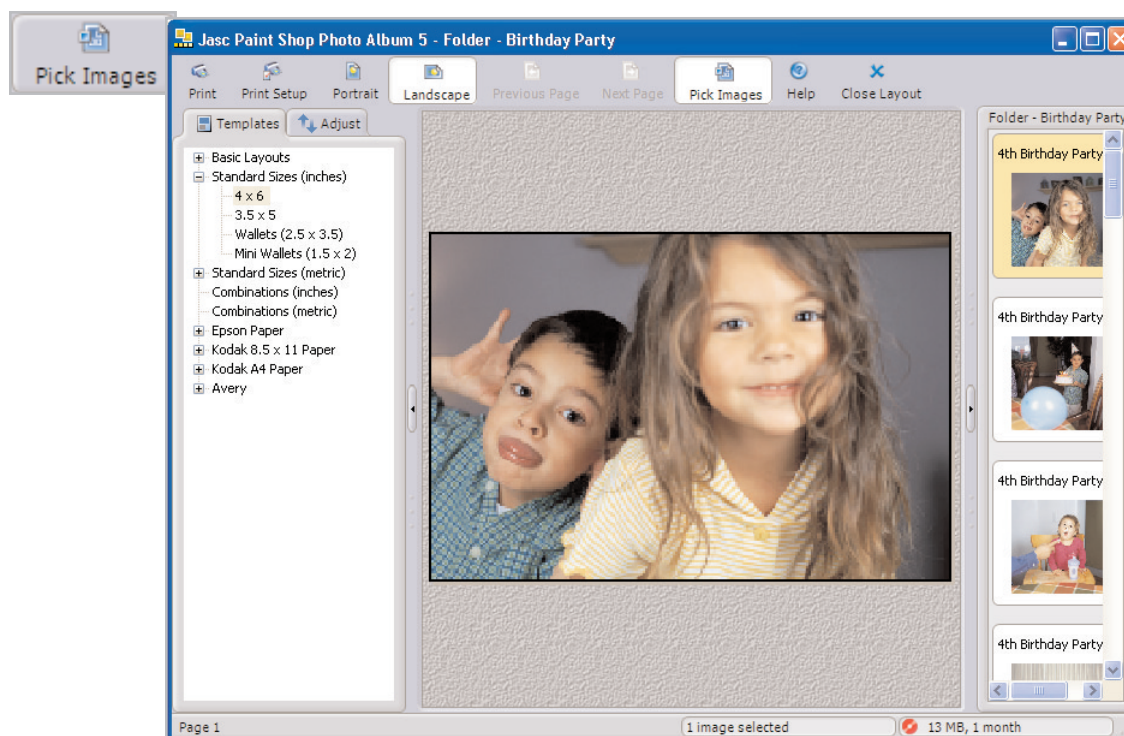 Pick Images
Jasc Paint Shop Photo Album 5 - Folder - Birthday Party
Print Print Setup Portrait Landscape Previous Page Next Page Pick Images Help Close Layout
Templates Adjust
Basic Layouts
Standard Sizes (inches)
4 x 6
3.5 x 5
Wallets (2.5 x 3.5)
Mini Wallets (1.5 x 2)
Standard Sizes (metric)
Combinations (inches)
Combinations (metric)
Epson Paper
Kodak 8.5 x 11 Paper
Kodak A4 Paper
Avery
Folder - Birthday Party
4th Birthday Party
4th Birthday Party
4th Birthday Party
4th Birthday Party
Page 1 1 image selected 13 MB, 1 month